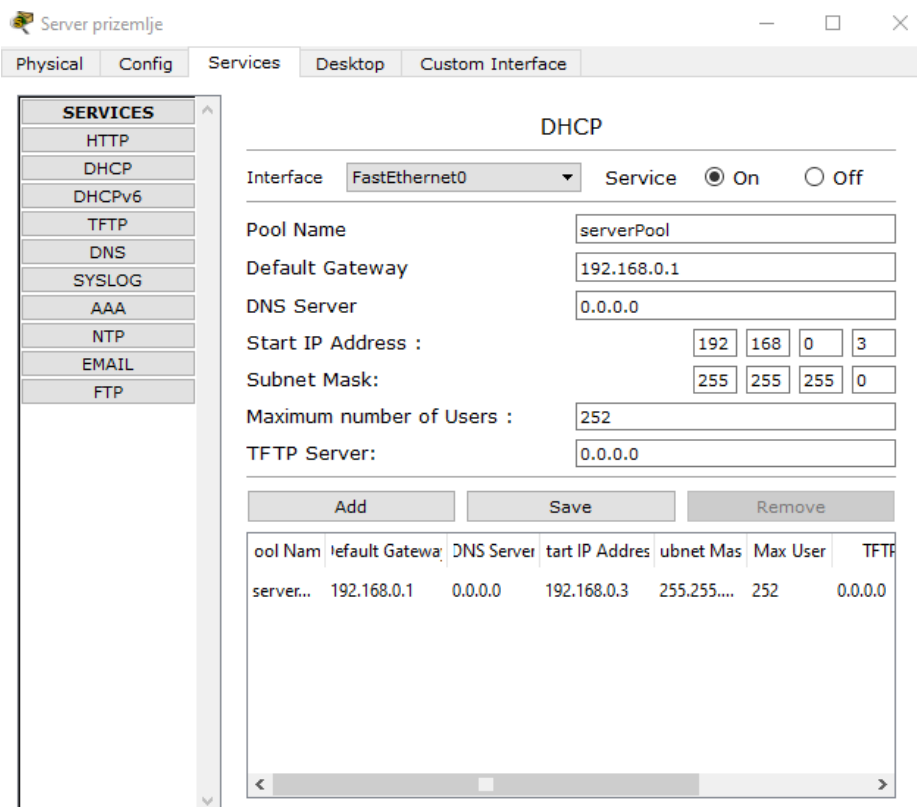 Server prizemlje
Physical Config Services Desktop Custom Interface
SERVICES
HTTP
DHCP
DHCPv6
TFTP
DNS
SYSLOG
AAA
NTP
EMAIL
FTP
DHCP
Interface FastEthernet0 Service On Off
Pool Name serverPool
Default Gateway 192.168.0.1
DNS Server 0.0.0.0
Start IP Address : 192 168 0 3
Subnet Mask: 255 255 255 0
Maximum number of Users : 252
TFTP Server: 0.0.0.0
Add Save Remove
ool Nam efault Gateway DNS Server tart IP Addres ubnet Mas Max User TFTP
server... 192.168.0.1 0.0.0.0 192.168.0.3 255.255.... 252 0.0.0.0